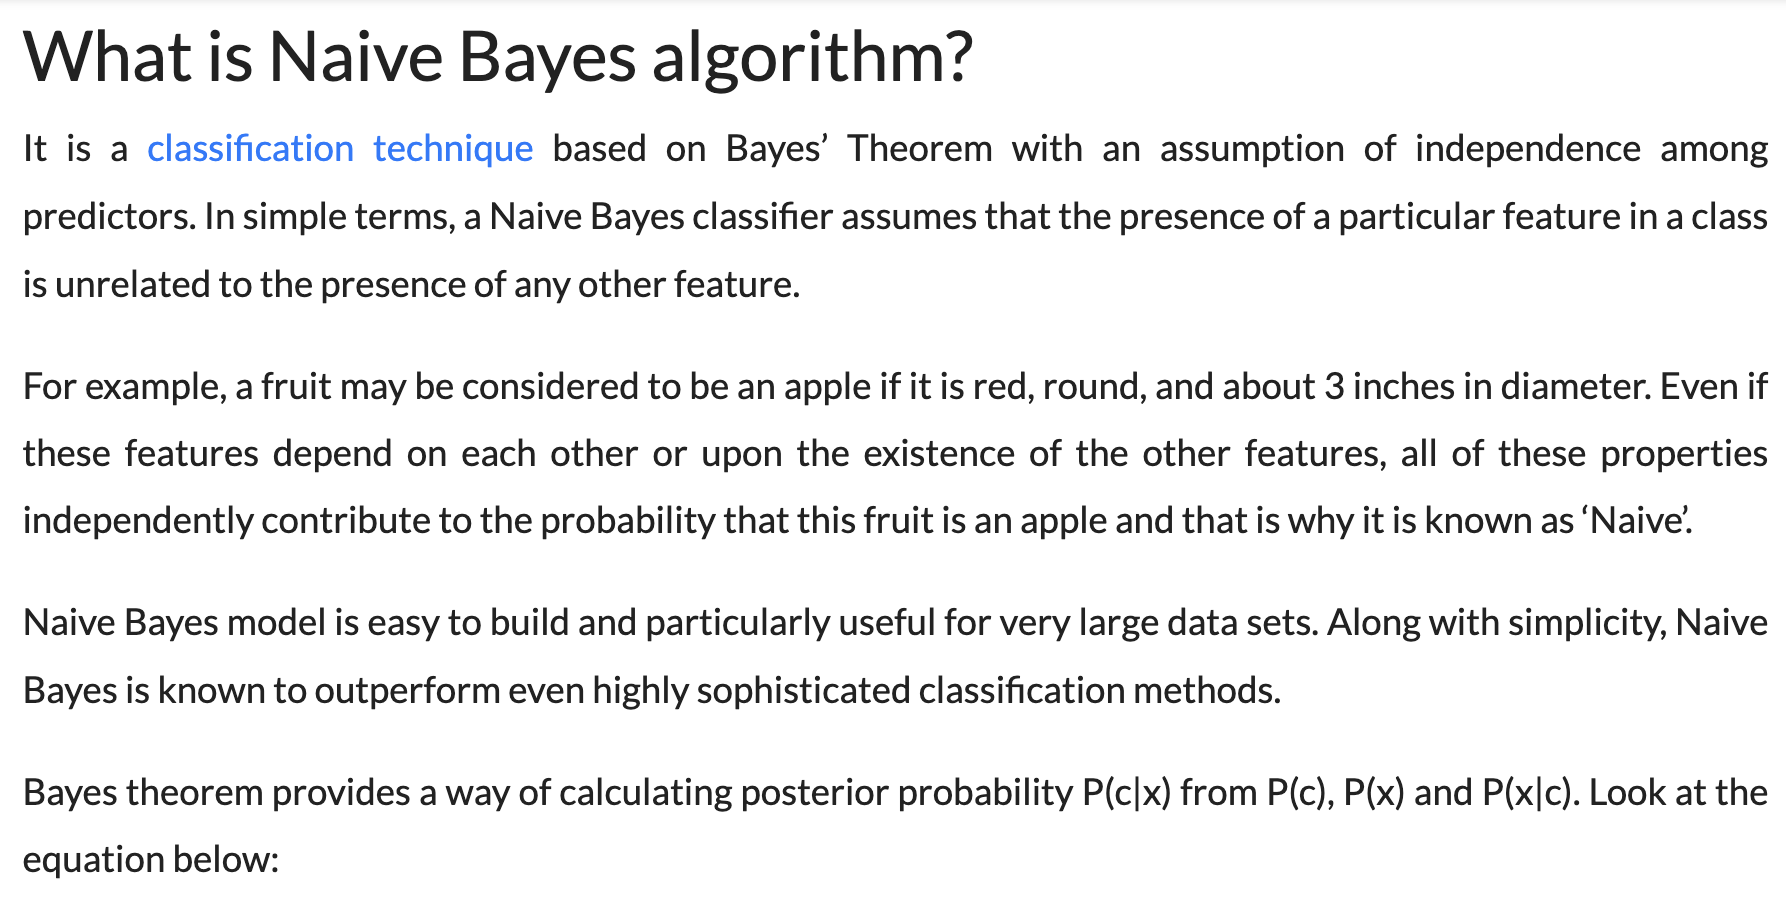 What is Naive Bayes algorithm?
It is a classification technique based on Bayes’ Theorem with an assumption of independence among
predictors. In simple terms, a Naive Bayes classifier assumes that the presence of a particular feature in a class
is unrelated to the presence of any other feature.
For example, a fruit may be considered to be an apple if it is red, round, and about 3 inches in diameter. Even if
these features depend on each other or upon the existence of the other features, all of these properties
independently contribute to the probability that this fruit is an apple and that is why it is known as ‘Naive’.
Naive Bayes model is easy to build and particularly useful for very large data sets. Along with simplicity, Naive
Bayes is known to outperform even highly sophisticated classification methods.
Bayes theorem provides a way of calculating posterior probability P(c|x) from P(c), P(x) and P(x|c). Look at the
equation below: